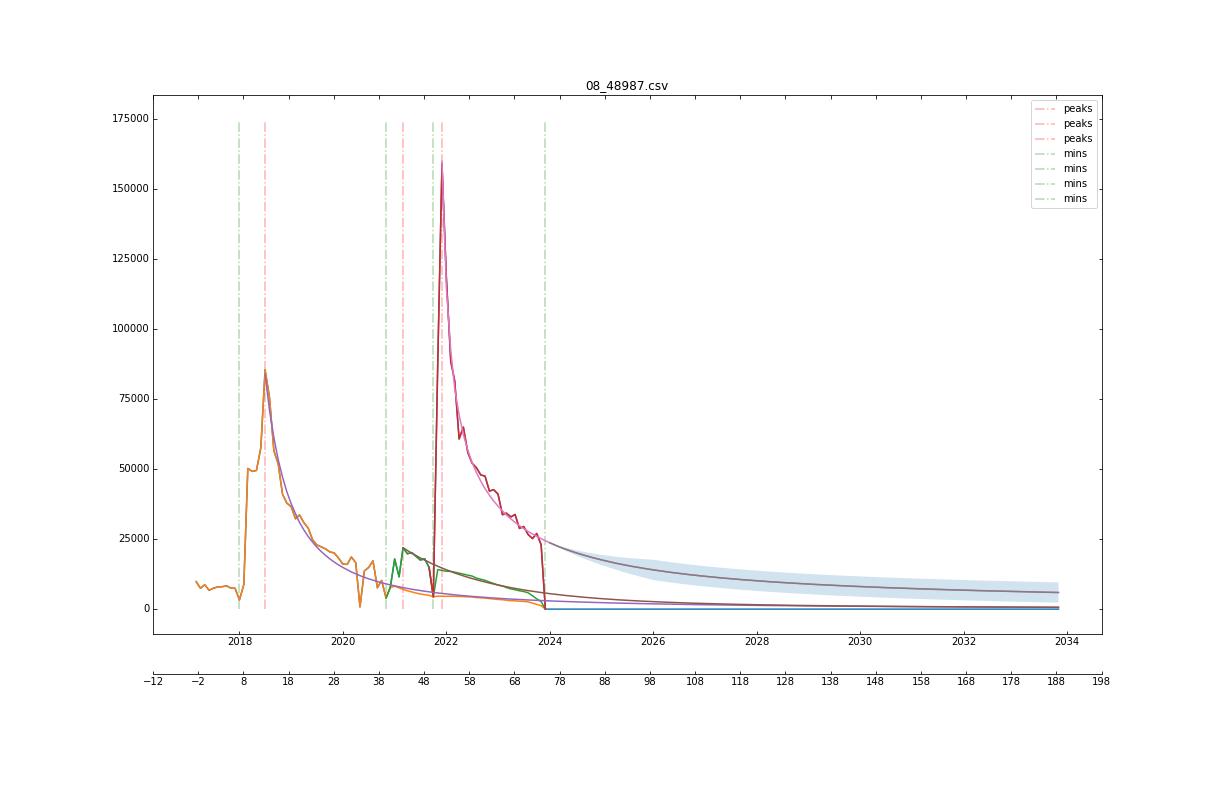 08_48987.csv
175000
150000
125000
100000
75000
50000
25000
0
peaks
peaks
peaks
mins
mins
mins
mins
2018 2020 2022 2024 2026 2028 2030 2032 2034
−12 −2 8 18 28 38 48 58 68 78 88 98 108 118 128 138 148 158 168 178 188 198